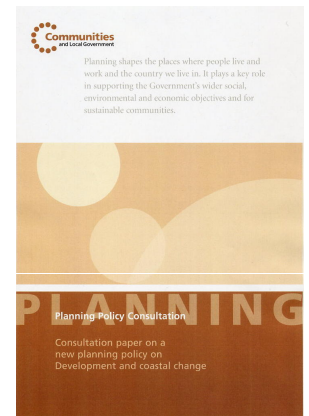 Communities
and Local Government
Planning shapes the places where people live and
work and the country we live in. It plays a key role
in supporting the Government's wider social,
environmental and economic objectives and for
sustainable communities.
PLANNING
Planning Policy Consultation
Consultation paper on a
new planning policy on
Development and coastal change